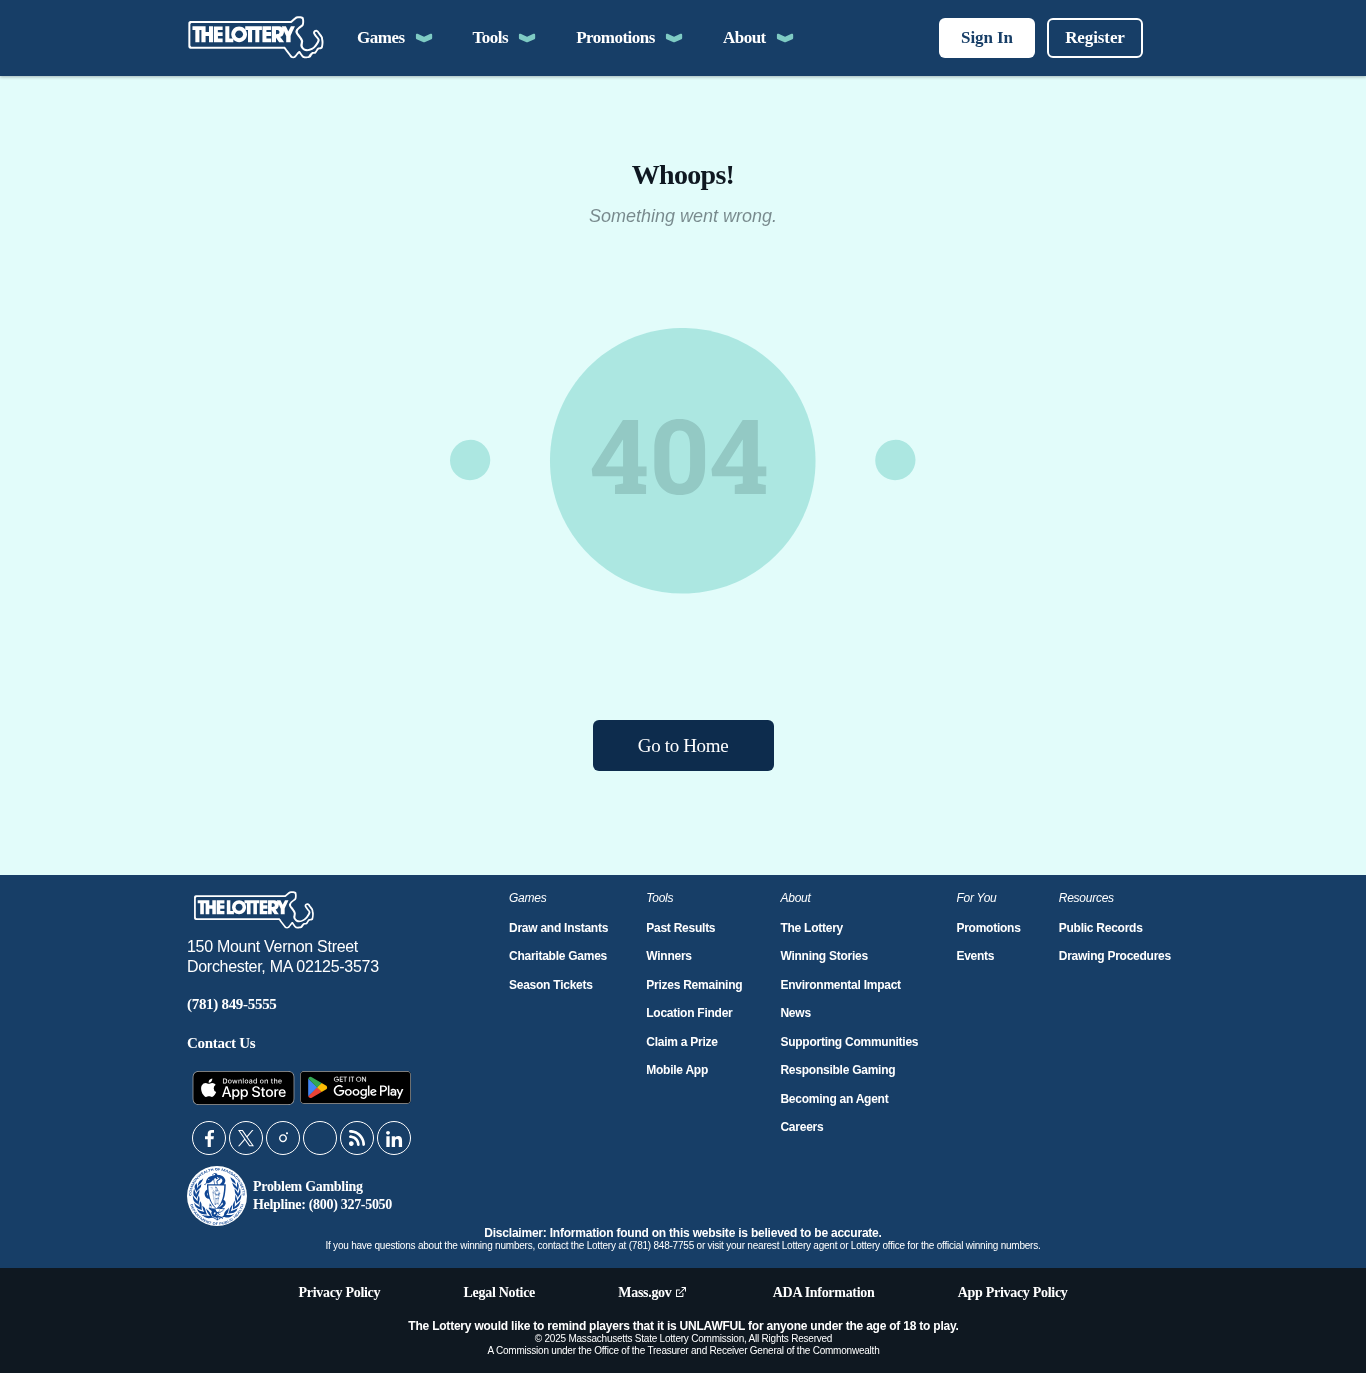 THE LOTTERY
Games
Tools
Promotions
About
Sign In
Register
Whoops!
Something went wrong.
404
Go to Home
THE LOTTERY
150 Mount Vernon Street
Dorchester, MA 02125-3573
(781) 849-5555
Contact Us
Download on the
App Store
GET IT ON
Google Play
Problem Gambling
Helpline: (800) 327-5050
Games
Draw and Instants
Charitable Games
Season Tickets
Tools
Past Results
Winners
Prizes Remaining
Location Finder
Claim a Prize
Mobile App
About
The Lottery
Winning Stories
Environmental Impact
News
Supporting Communities
Responsible Gaming
Becoming an Agent
Careers
For You
Promotions
Events
Resources
Public Records
Drawing Procedures
Disclaimer: Information found on this website is believed to be accurate.
If you have questions about the winning numbers, contact the Lottery at (781) 848-7755 or visit your nearest Lottery agent or Lottery office for the official winning numbers.
Privacy Policy
Legal Notice
Mass.gov
ADA Information
App Privacy Policy
The Lottery would like to remind players that it is UNLAWFUL for anyone under the age of 18 to play.
© 2025 Massachusetts State Lottery Commission, All Rights Reserved
A Commission under the Office of the Treasurer and Receiver General of the Commonwealth